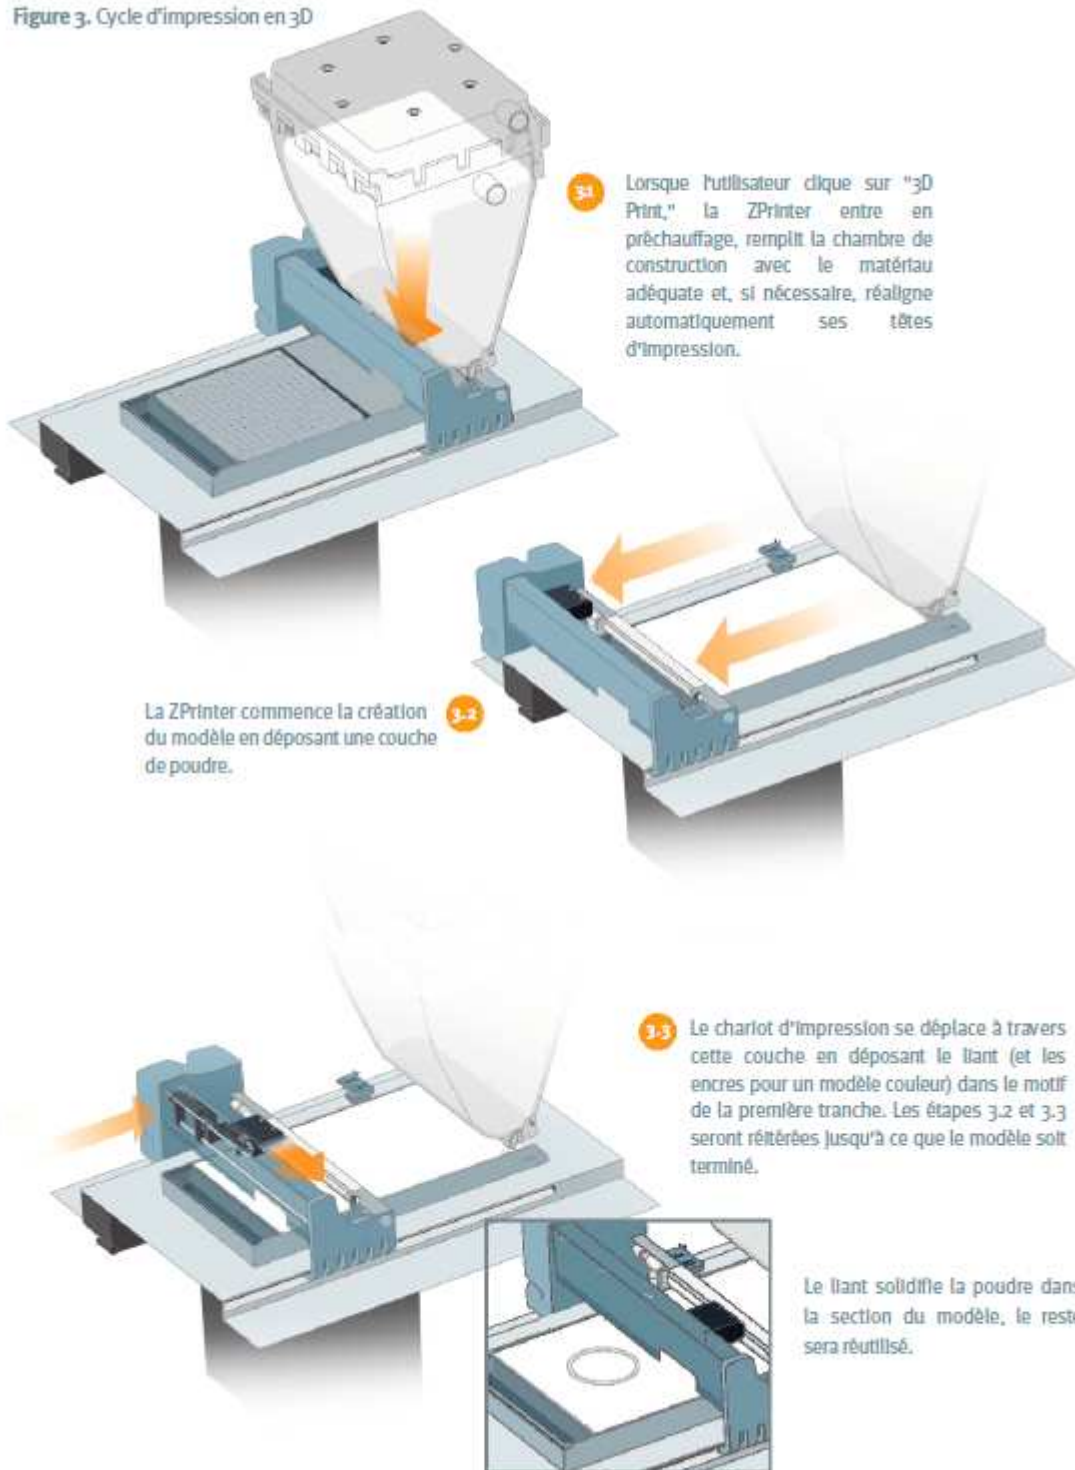 Figure 3. Cycle d'impression en 3D
3.1
Lorsque l'utilisateur clique sur "3D
Print," la ZPrinter entre en
préchauffage, remplit la chambre de
construction avec le matériau
adéquate et, si nécessaire, réaligne
automatiquement ses têtes
d'impression.
La ZPrinter commence la création
du modèle en déposant une couche
de poudre.
3.2
3.3
Le chariot d'impression se déplace à travers
cette couche en déposant le liant (et les
encres pour un modèle couleur) dans le motif
de la première tranche. Les étapes 3.2 et 3.3
seront réitérées jusqu'à ce que le modèle soit
terminé.
Le liant solidifie la poudre dans
la section du modèle, le reste
sera réutilisé.